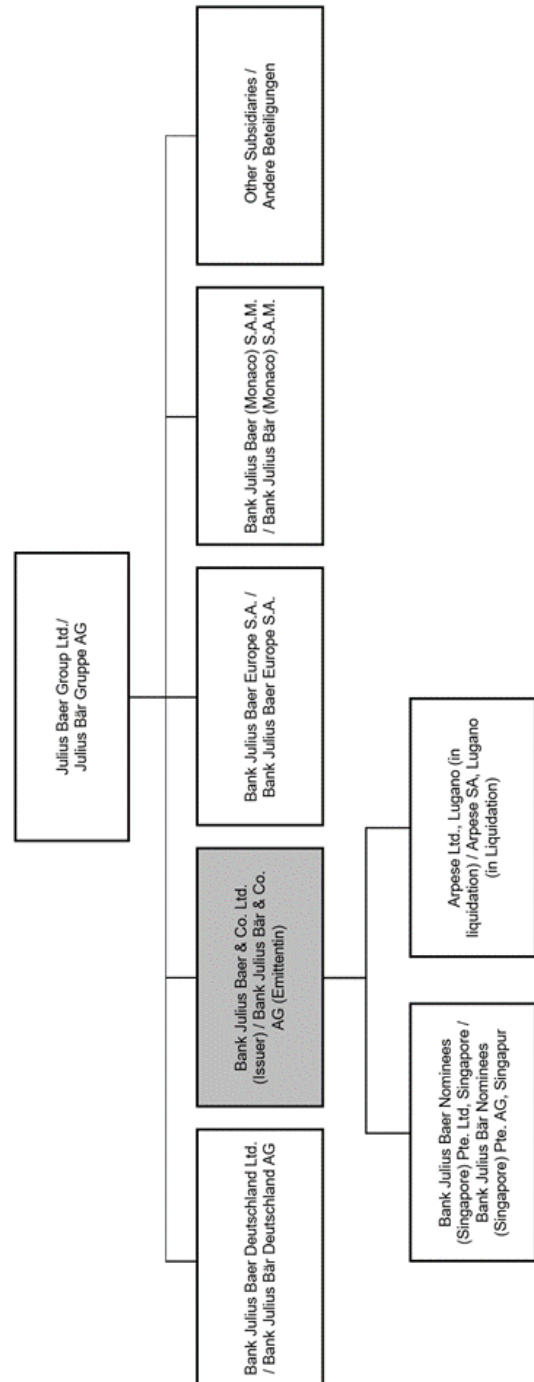 Julius Baer Group Ltd./
Julius Bär Gruppe AG
Bank Julius Baer Deutschland Ltd.
/ Bank Julius Bär Deutschland AG
Bank Julius Baer & Co. Ltd.
(Issuer) / Bank Julius Bär & Co.
AG (Emittentin)
Bank Julius Baer Europe S.A. /
Bank Julius Baer Europe S.A.
Bank Julius Baer (Monaco) S.A.M.
/ Bank Julius Bär (Monaco) S.A.M.
Other Subsidiaries /
Andere Beteiligungen
Bank Julius Baer Nominees
(Singapore) Pte. Ltd, Singapore /
Bank Julius Bär Nominees
(Singapore) Pte. AG, Singapur
Arpese Ltd., Lugano (in
liquidation) / Arpese SA, Lugano
(in Liquidation)